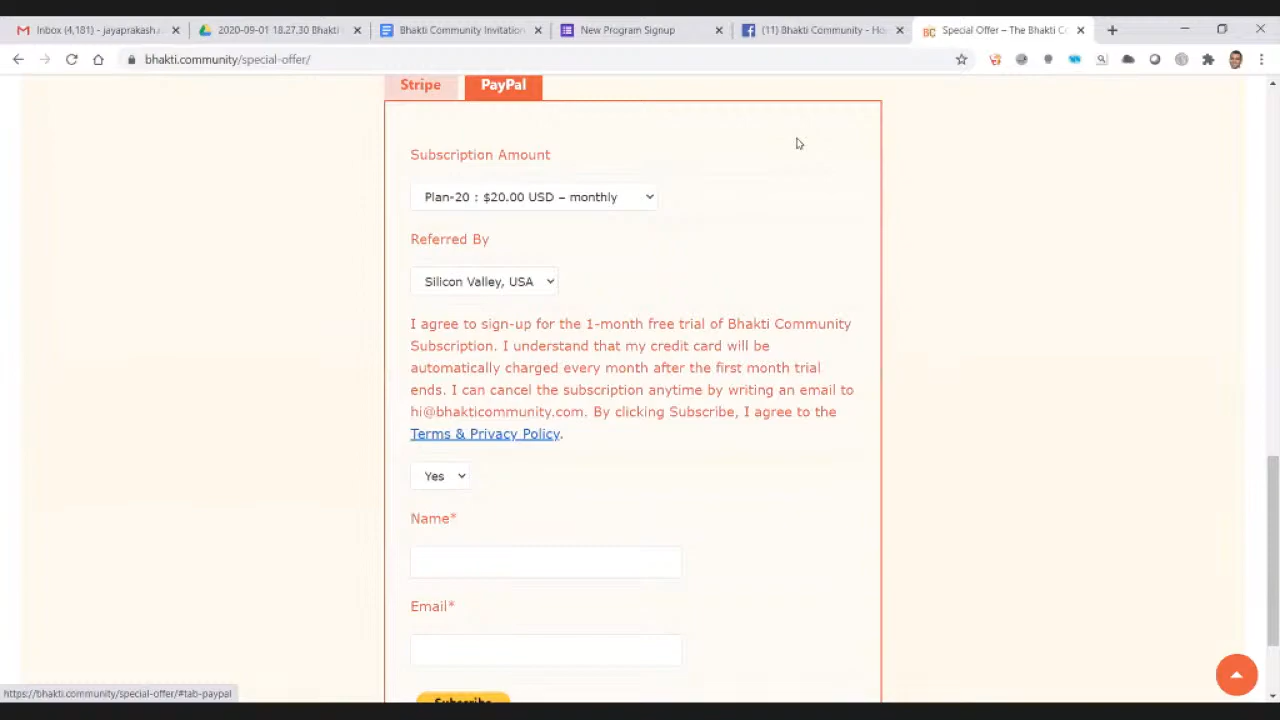 Inbox (4,181) - jayaprakash.
2020-09-01 18.27.30 Bhakti
Bhakti Community Invitation
New Program Signup
(11) Bhakti Community - Ho
Special Offer – The Bhakti Co
bhakti.community/special-offer/
Stripe
PayPal
Subscription Amount
Plan-20 : $20.00 USD – monthly
Referred By
Silicon Valley, USA
I agree to sign-up for the 1-month free trial of Bhakti Community
Subscription. I understand that my credit card will be
automatically charged every month after the first month trial
ends. I can cancel the subscription anytime by writing an email to
hi@bhakticommunity.com. By clicking Subscribe, I agree to the
Terms & Privacy Policy.
Yes
Name*
Email*
Subscribe
https://bhakti.community/special-offer/#tab-paypal